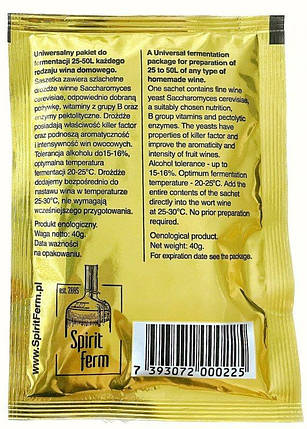 Uniwersalny pakiet do
fermentacji 25-50L każdego
rodzaju wina domowego.
Saszetka zawiera szlachetne
drożdże winne Saccharomyces
cerevisiae, odpowiednio dobraną
pożywkę, witaminy z grupy B oraz
enzymy pektolityczne. Drożdże
posiadają właściwość killer factor
oraz podnoszą aromatyczność
i intensywność win owocowych.
Tolerancja alkoholu do15-16%,
optymalna temperatura
fermentacji 20-25°C. Drożdże
dodajemy bezpośrednio do
nastawu wina w temperaturze
25-30°C, nie wymagają
wcześniejszego przygotowania.
Produkt enologiczny.
Waga netto: 40g.
Data ważności
na opakowaniu.
A Universal fermentation
package for preparation of
25 to 50L of any type of
homemade wine.
One sachet contains fine wine
yeast Saccharomyces cerevisiae,
a suitably chosen nutrition,
B group vitamins and pectolytic
enzymes. The yeasts have
properties of killer factor and
improve the aromaticity and
intensity of fruit wines.
Alcohol tolerance - up to
15-16%. Optimum fermentation
temperature - 20-25°C. Add the
entire contents of the sachet
directly into the wort wine
at 25-30°C. No prior preparation
required.
Oenological product.
Net weight: 40g.
For expiration date see the package.
www.SpiritFerm.pl
est. 2005
Spirit
ferm
7 393072 000225